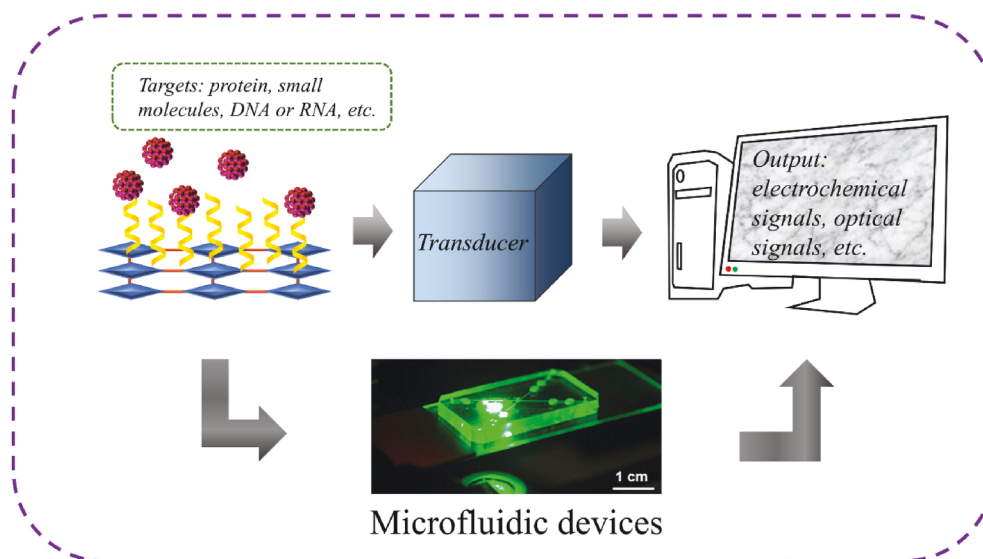 Targets: protein, small
molecules, DNA or RNA, etc.
Transducer
Output:
electrochemical
signals, optical
signals, etc.
1 cm
Microfluidic devices